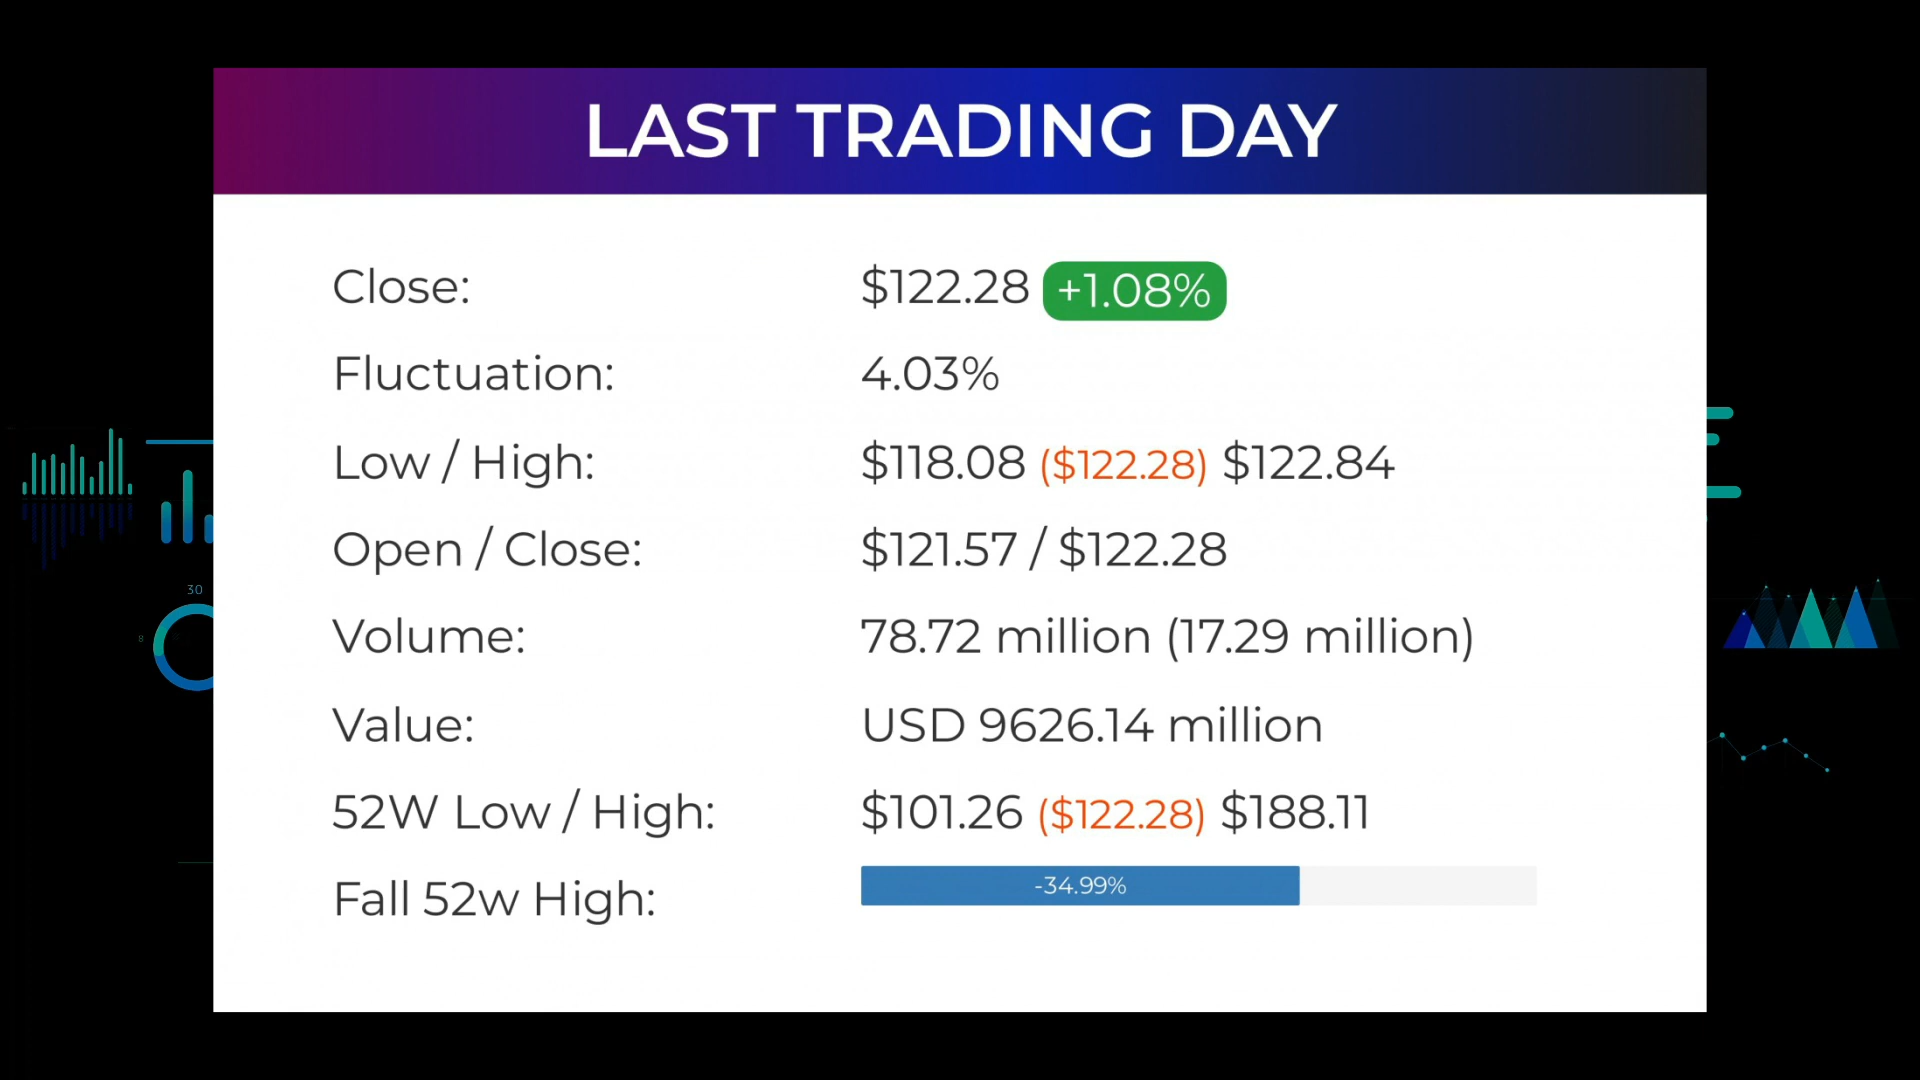 LAST TRADING DAY
Close: $122.28 +1.08%
Fluctuation: 4.03%
Low / High: $118.08 ($122.28) $122.84
Open / Close: $121.57 / $122.28
Volume: 78.72 million (17.29 million)
Value: USD 9626.14 million
52W Low / High: $101.26 ($122.28) $188.11
Fall 52w High: -34.99%
30
8